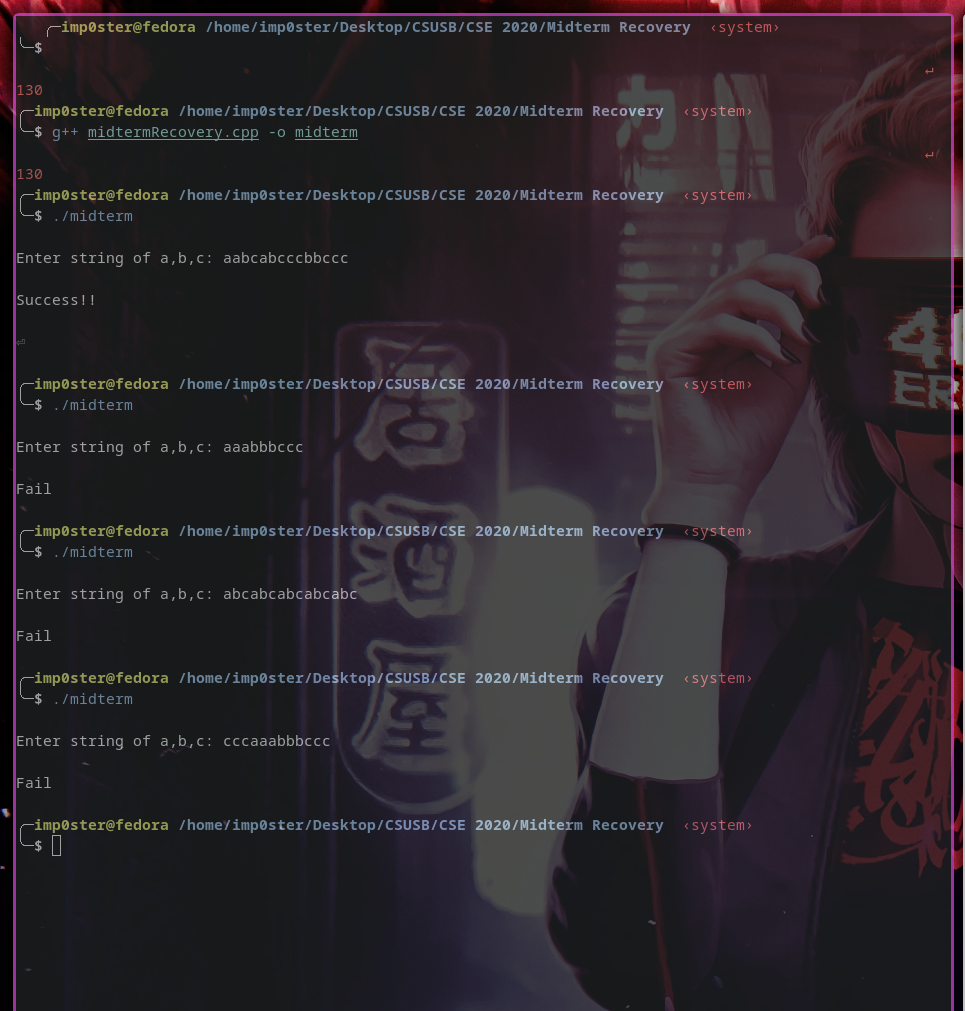 ╭─imp0ster@fedora /home/imp0ster/Desktop/CSUSB/CSE 2020/Midterm Recovery ‹system›
╰─$
↵
130
╭─imp0ster@fedora /home/imp0ster/Desktop/CSUSB/CSE 2020/Midterm Recovery ‹system›
╰─$ g++ midtermRecovery.cpp -o midterm
↵
130
╭─imp0ster@fedora /home/imp0ster/Desktop/CSUSB/CSE 2020/Midterm Recovery ‹system›
╰─$ ./midterm
Enter string of a,b,c: aabcabcccbbccc
Success!!
⏎
╭─imp0ster@fedora /home/imp0ster/Desktop/CSUSB/CSE 2020/Midterm Recovery ‹system›
╰─$ ./midterm
Enter string of a,b,c: aaabbbccc
Fail
╭─imp0ster@fedora /home/imp0ster/Desktop/CSUSB/CSE 2020/Midterm Recovery ‹system›
╰─$ ./midterm
Enter string of a,b,c: abcabcabcabcabc
Fail
╭─imp0ster@fedora /home/imp0ster/Desktop/CSUSB/CSE 2020/Midterm Recovery ‹system›
╰─$ ./midterm
Enter string of a,b,c: cccaaabbbccc
Fail
╭─imp0ster@fedora /home/imp0ster/Desktop/CSUSB/CSE 2020/Midterm Recovery ‹system›
╰─$
居酒屋
カ